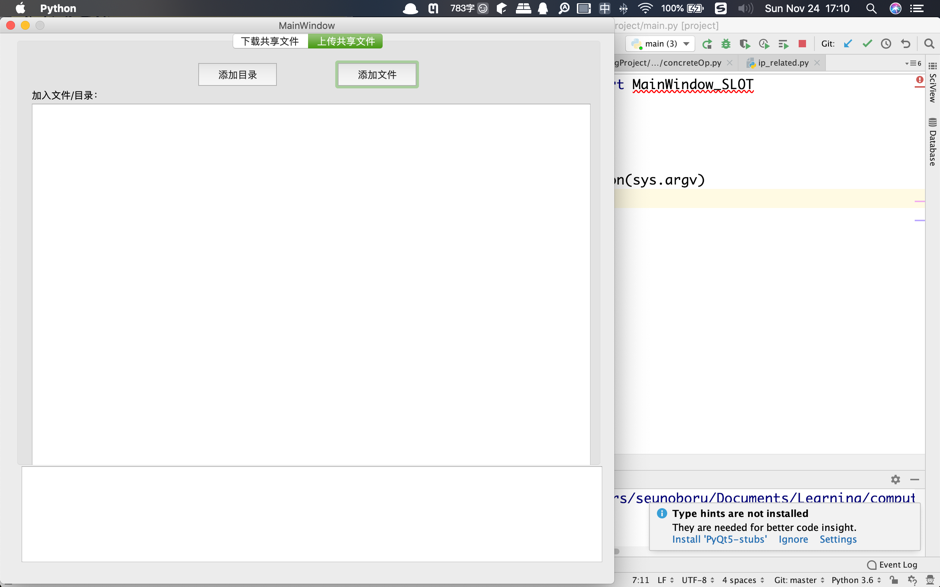 Python
783字
中
100%
S
Sun Nov 24 17:10
MainWindow
roject/main.py [project]
下载共享文件
上传共享文件
main (3)
Git:
添加目录
添加文件
gProject/.../concreteOp.py
ip_related.py
6
加入文件/目录:
t MainWindow_SLOT
SciView
Database
on(sys.argv)
rs/seunoboru/Documents/Learning/comput
Type hints are not installed
They are needed for better code insight.
Install 'PyQt5-stubs'
Ignore
Settings
Event Log
7:11
LF
UTF-8
4 spaces
Git: master
Python 3.6